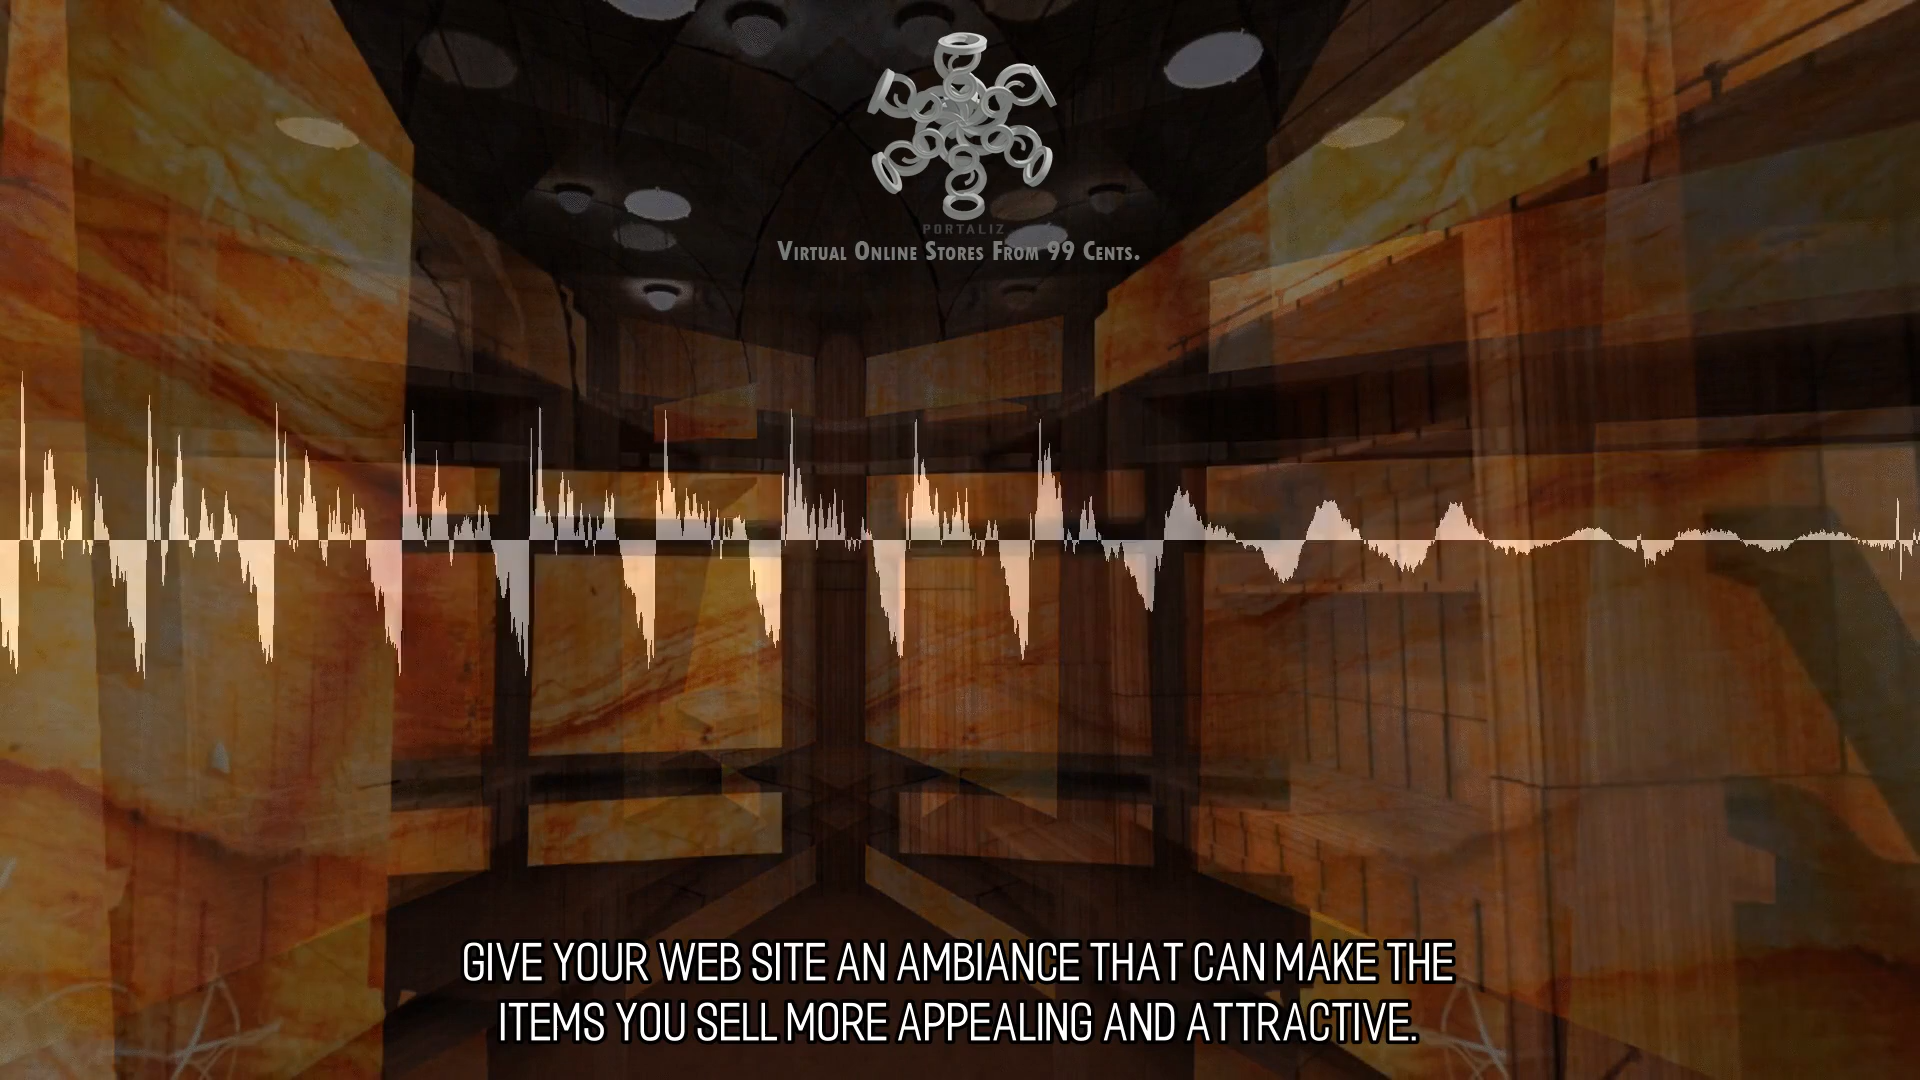 PORTALIZ
Virtual Online Stores From 99 Cents.
GIVE YOUR WEB SITE AN AMBIANCE THAT CAN MAKE THE
ITEMS YOU SELL MORE APPEALING AND ATTRACTIVE.